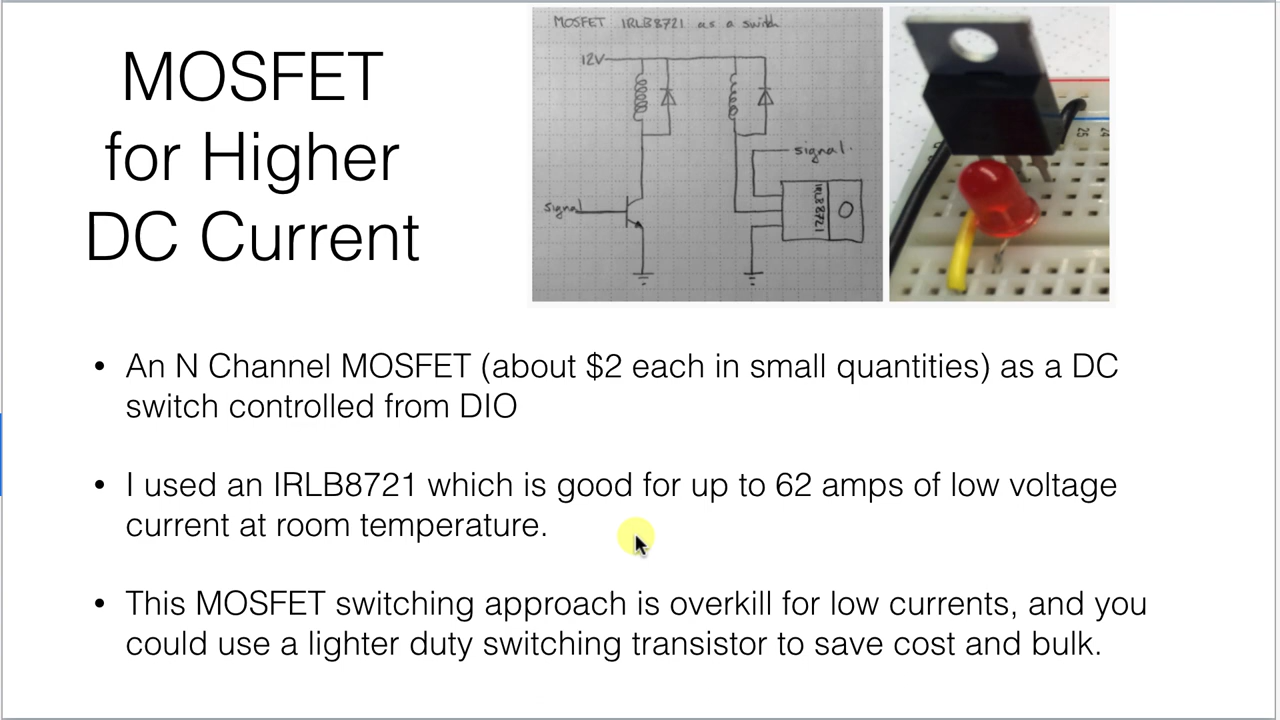 MOSFET
for Higher
DC Current
MOSFET IRLB8721 as a switch
12V
signal
signal
IRLB8721
25
24
• An N Channel MOSFET (about $2 each in small quantities) as a DC
switch controlled from DIO
• I used an IRLB8721 which is good for up to 62 amps of low voltage
current at room temperature.
• This MOSFET switching approach is overkill for low currents, and you
could use a lighter duty switching transistor to save cost and bulk.